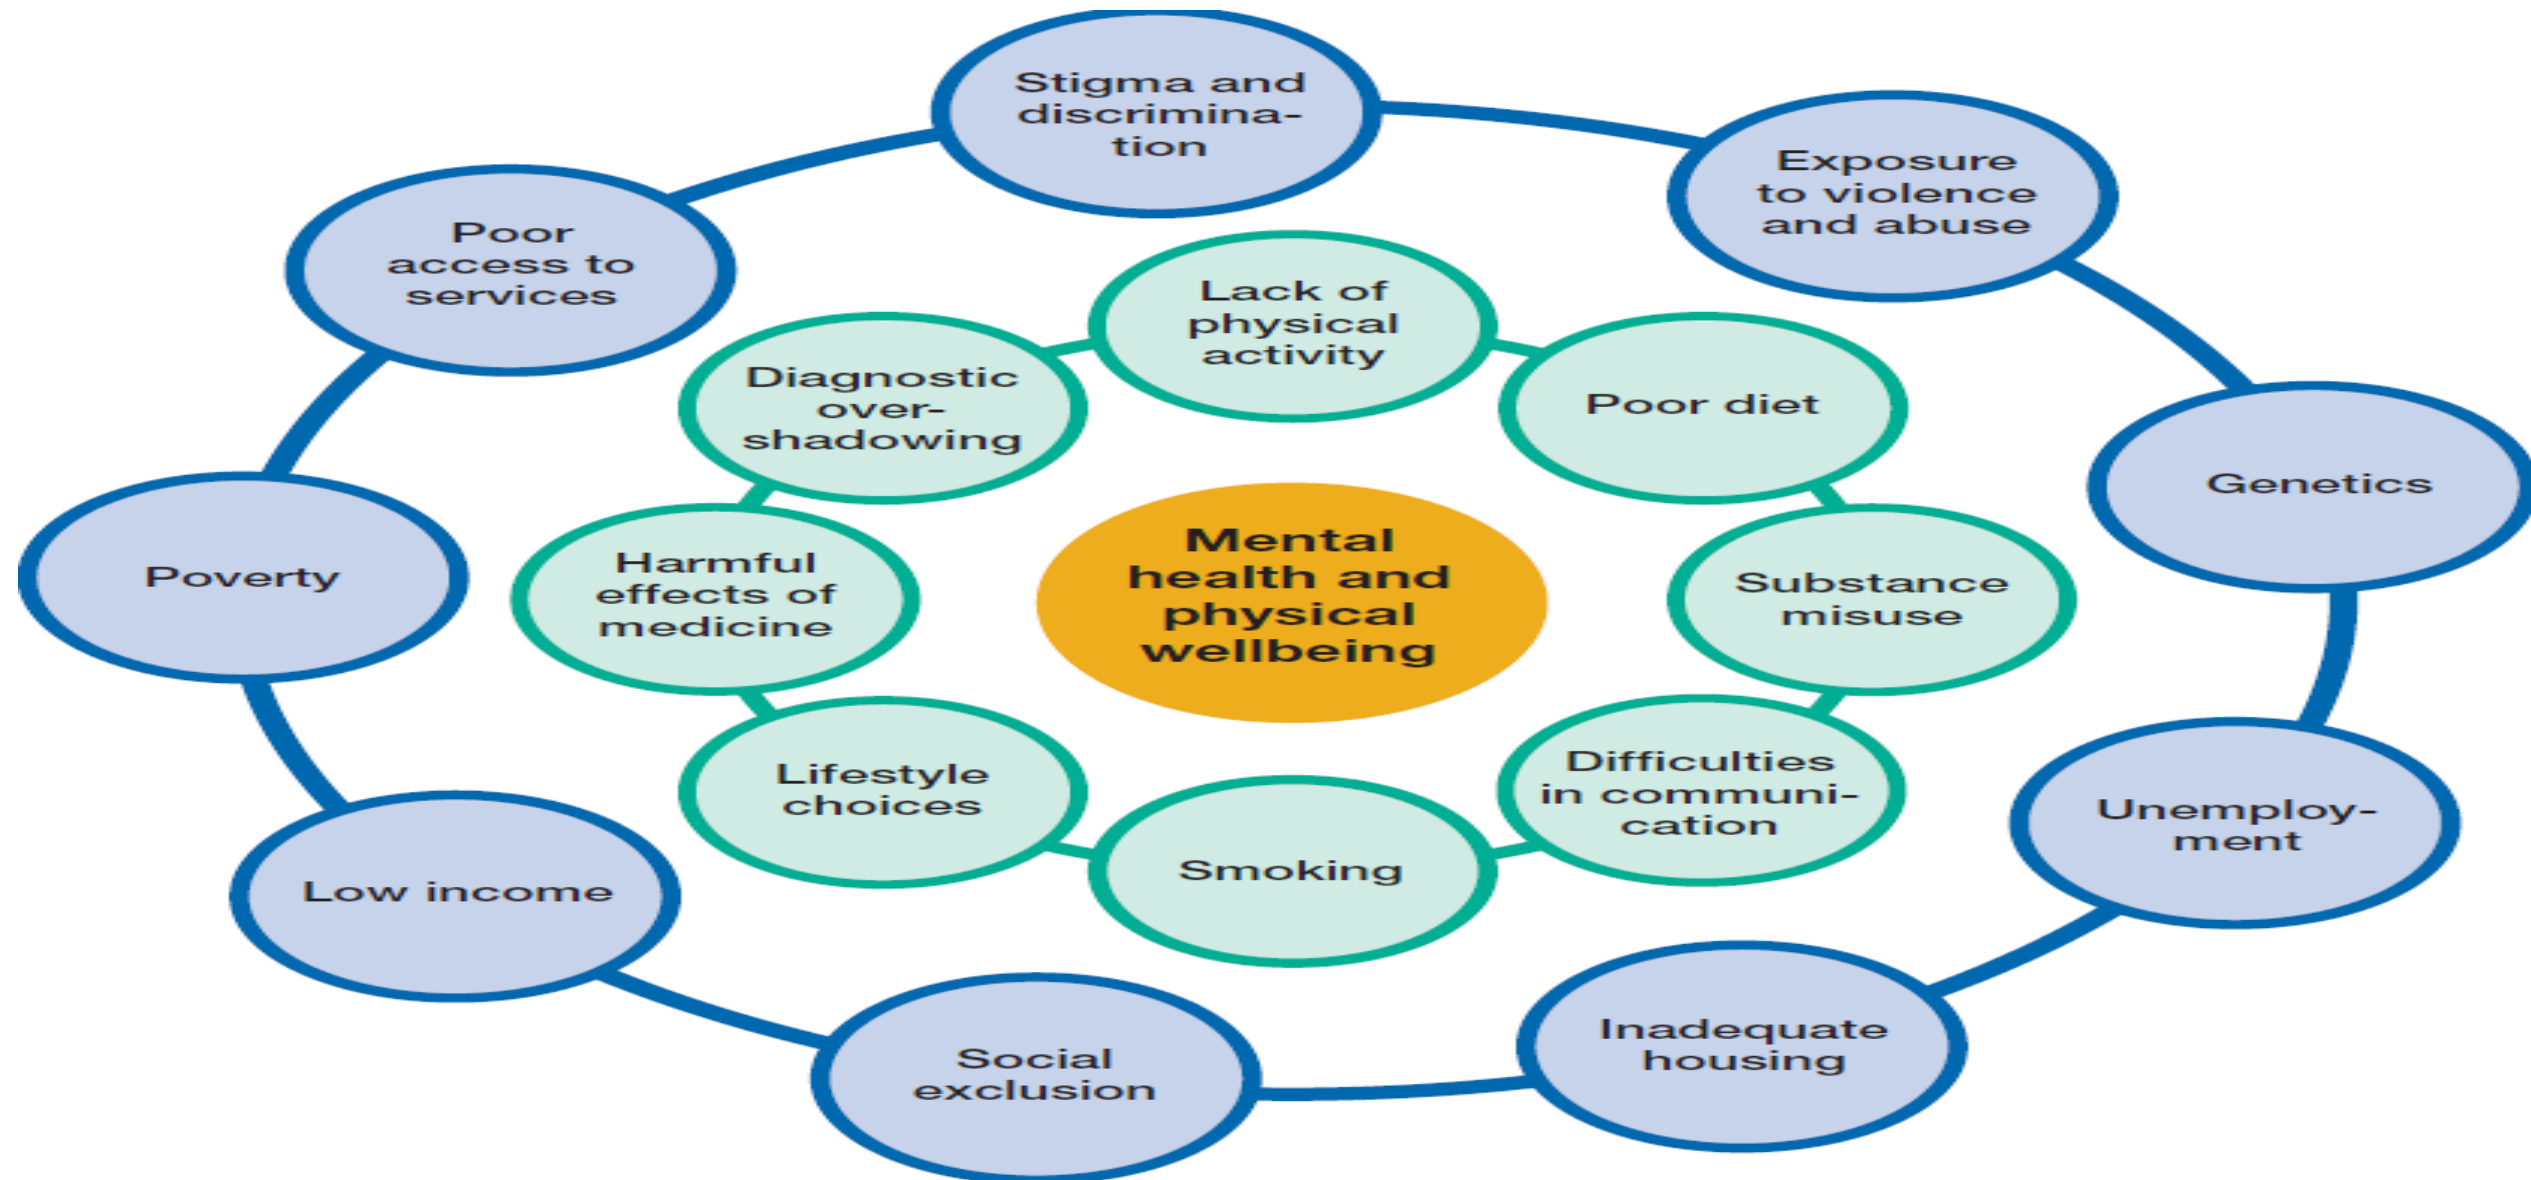 Stigma and
discrimina-
tion
Exposure
to violence
and abuse
Poor
access to
services
Lack of
physical
activity
Diagnostic
over-
shadowing
Poor diet
Genetics
Mental
health and
physical
wellbeing
Poverty
Harmful
effects of
medicine
Substance
misuse
Lifestyle
choices
Difficulties
in communi-
cation
Unemploy-
ment
Smoking
Low income
Inadequate
housing
Social
exclusion